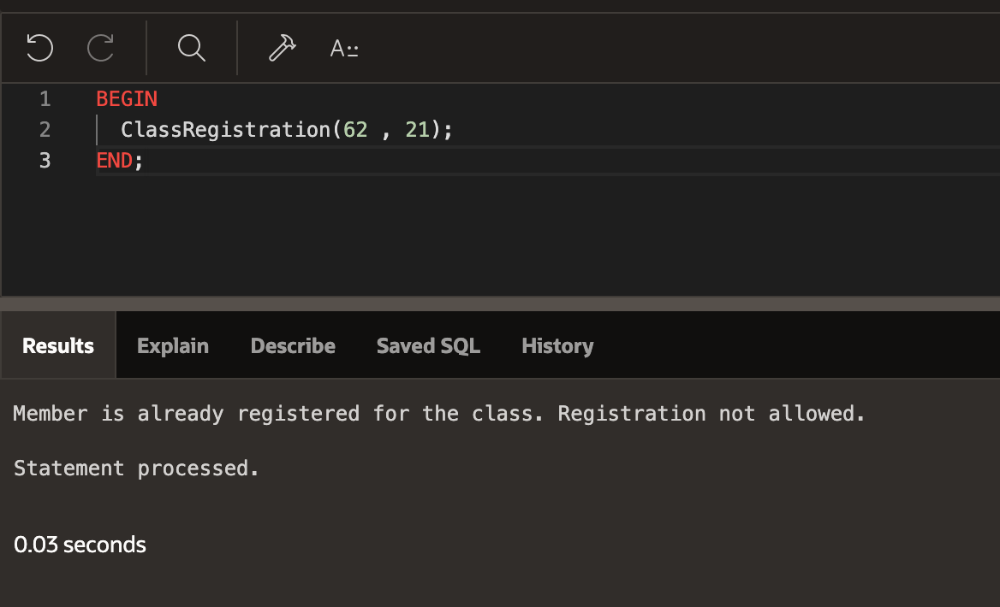 A
1 BEGIN
2 ClassRegistration(62 , 21);
3 END;
Results Explain Describe Saved SQL History
Member is already registered for the class. Registration not allowed.
Statement processed.
0.03 seconds